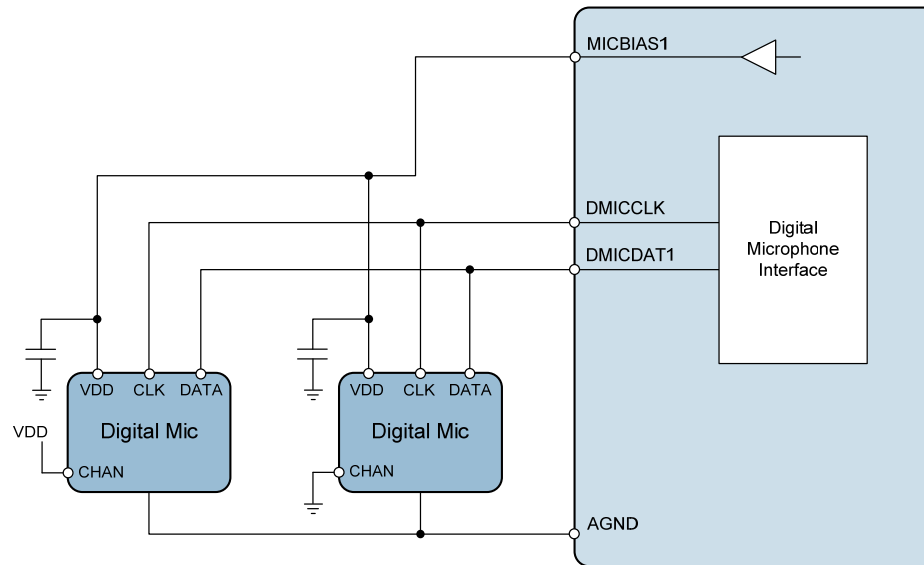 MICBIAS1
DMICCLK
DMICDAT1
Digital
Microphone
Interface
VDD CLK DATA
Digital Mic
VDD
CHAN
VDD CLK DATA
Digital Mic
CHAN
AGND